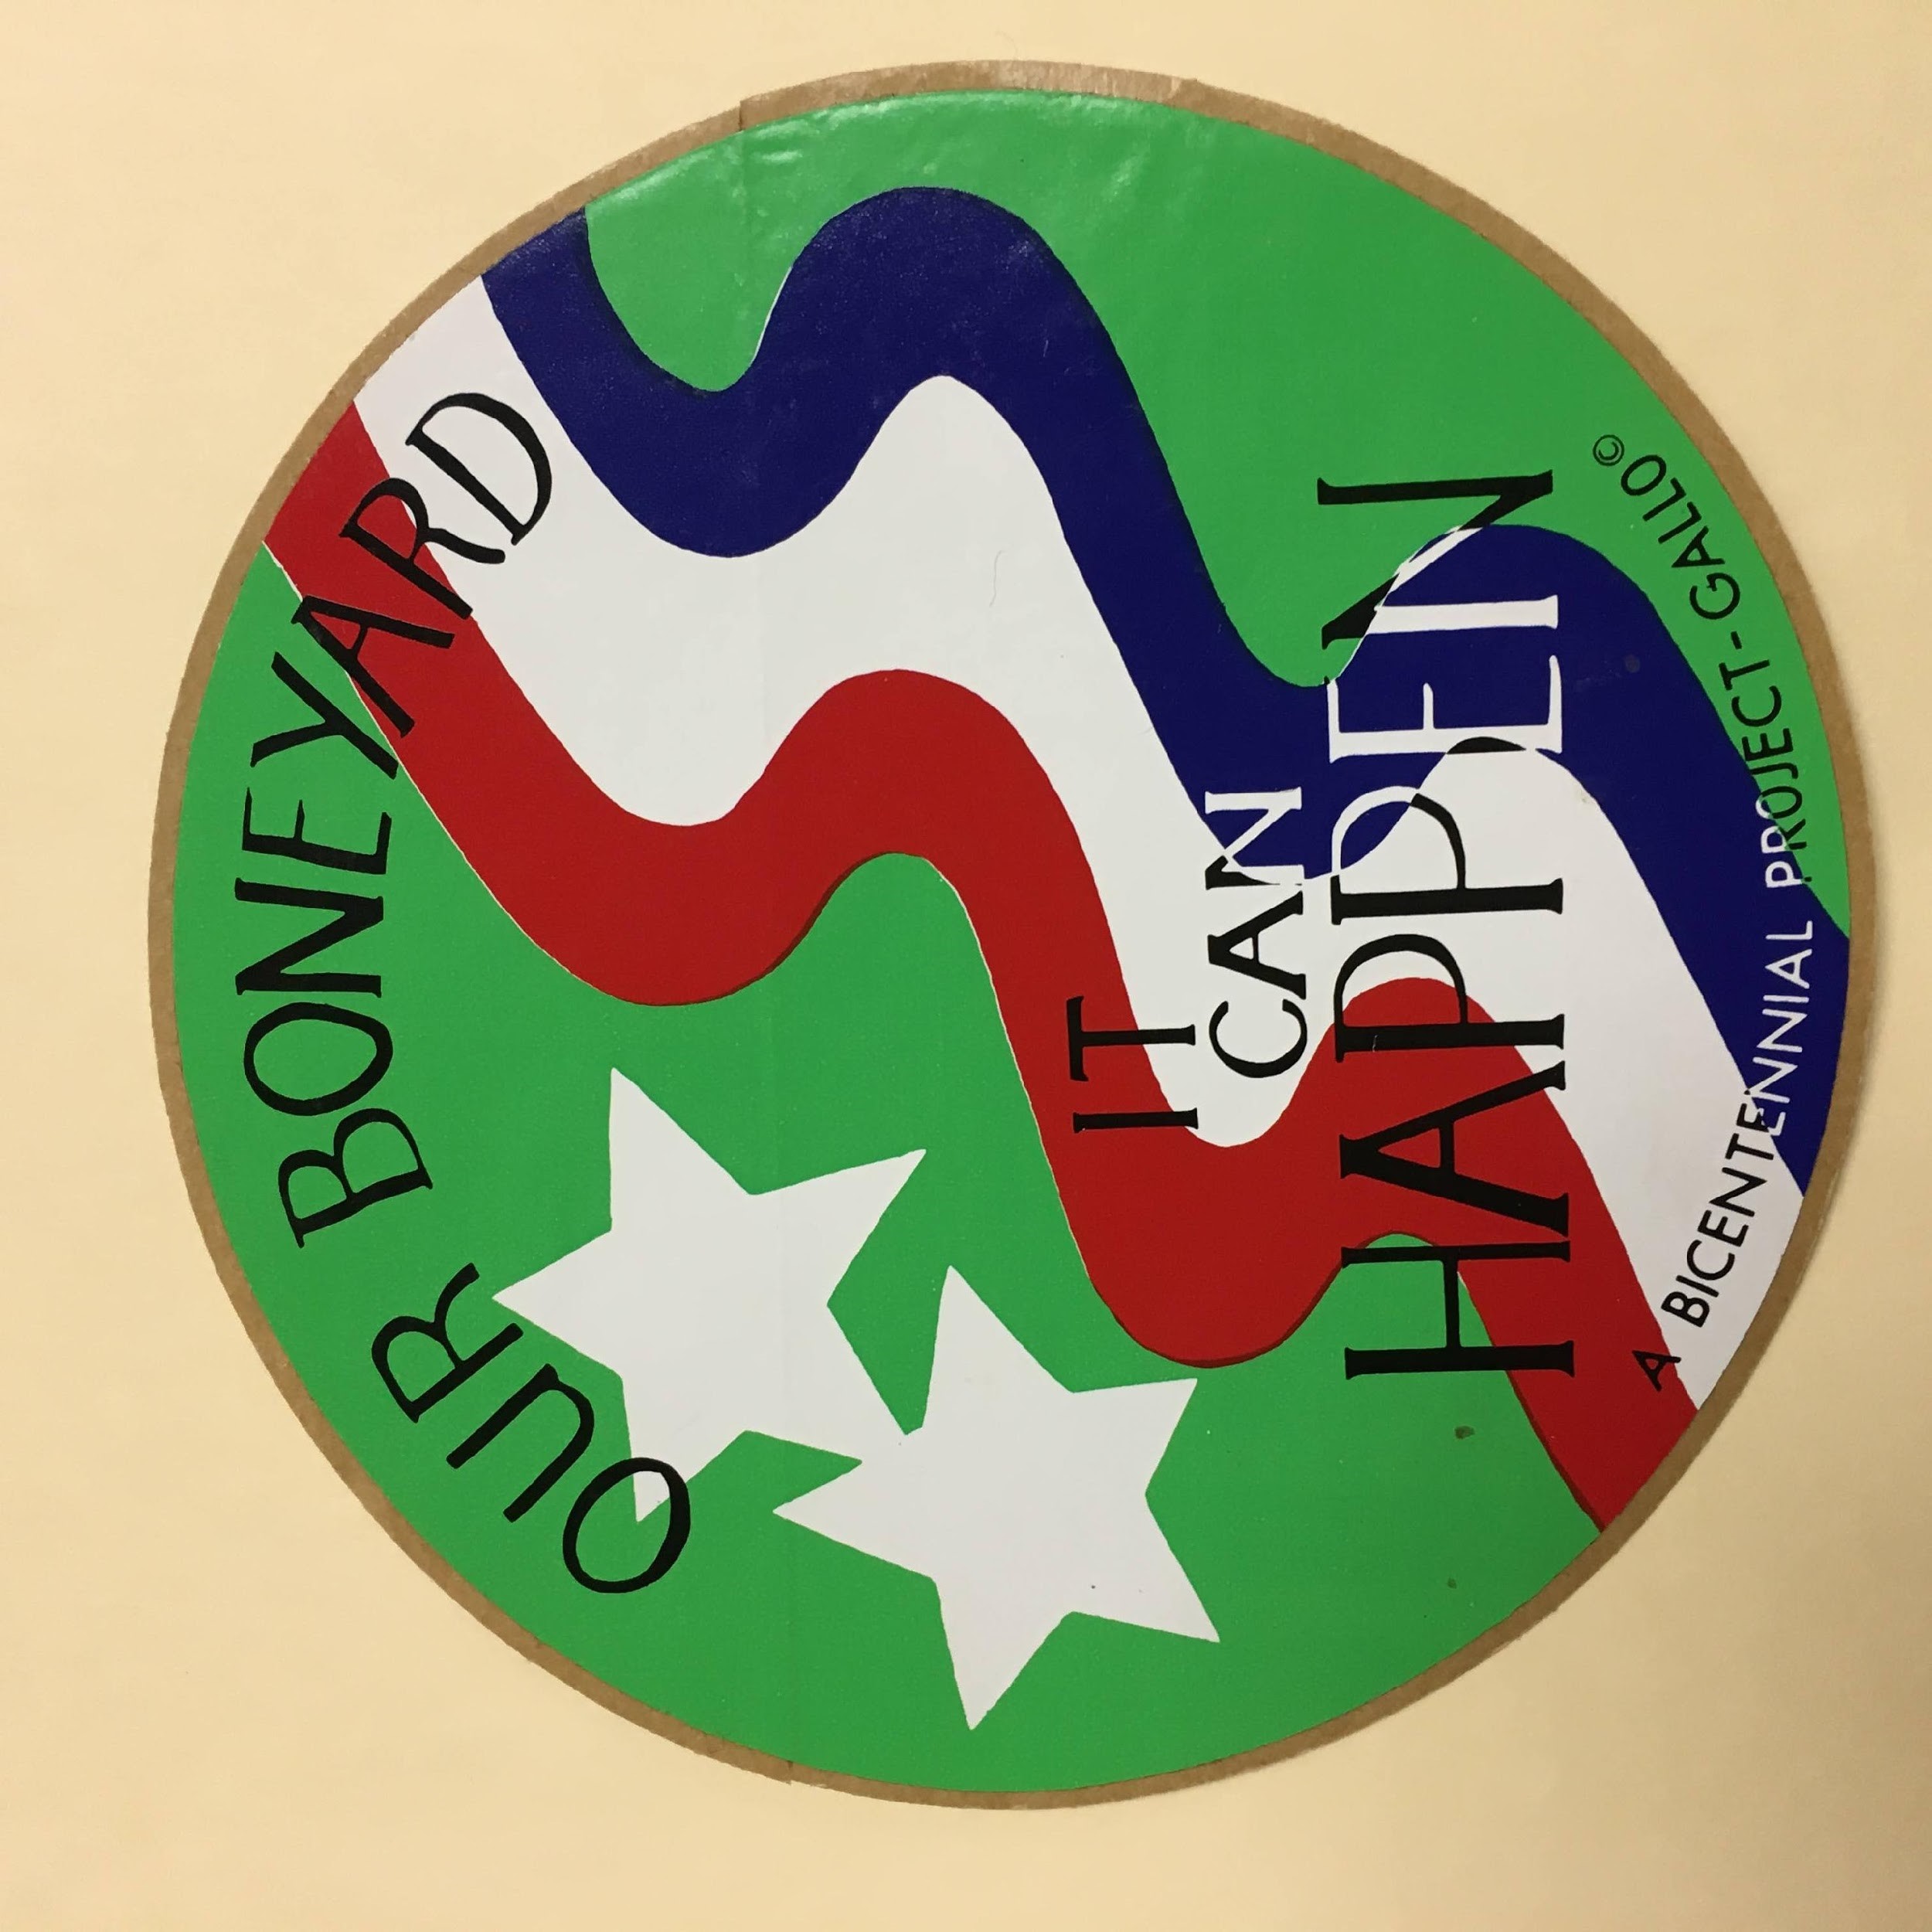 OUR BONEYARD
IT
CAN
HAPPEN
A BICENTENNIAL PROJECT-GALLO©